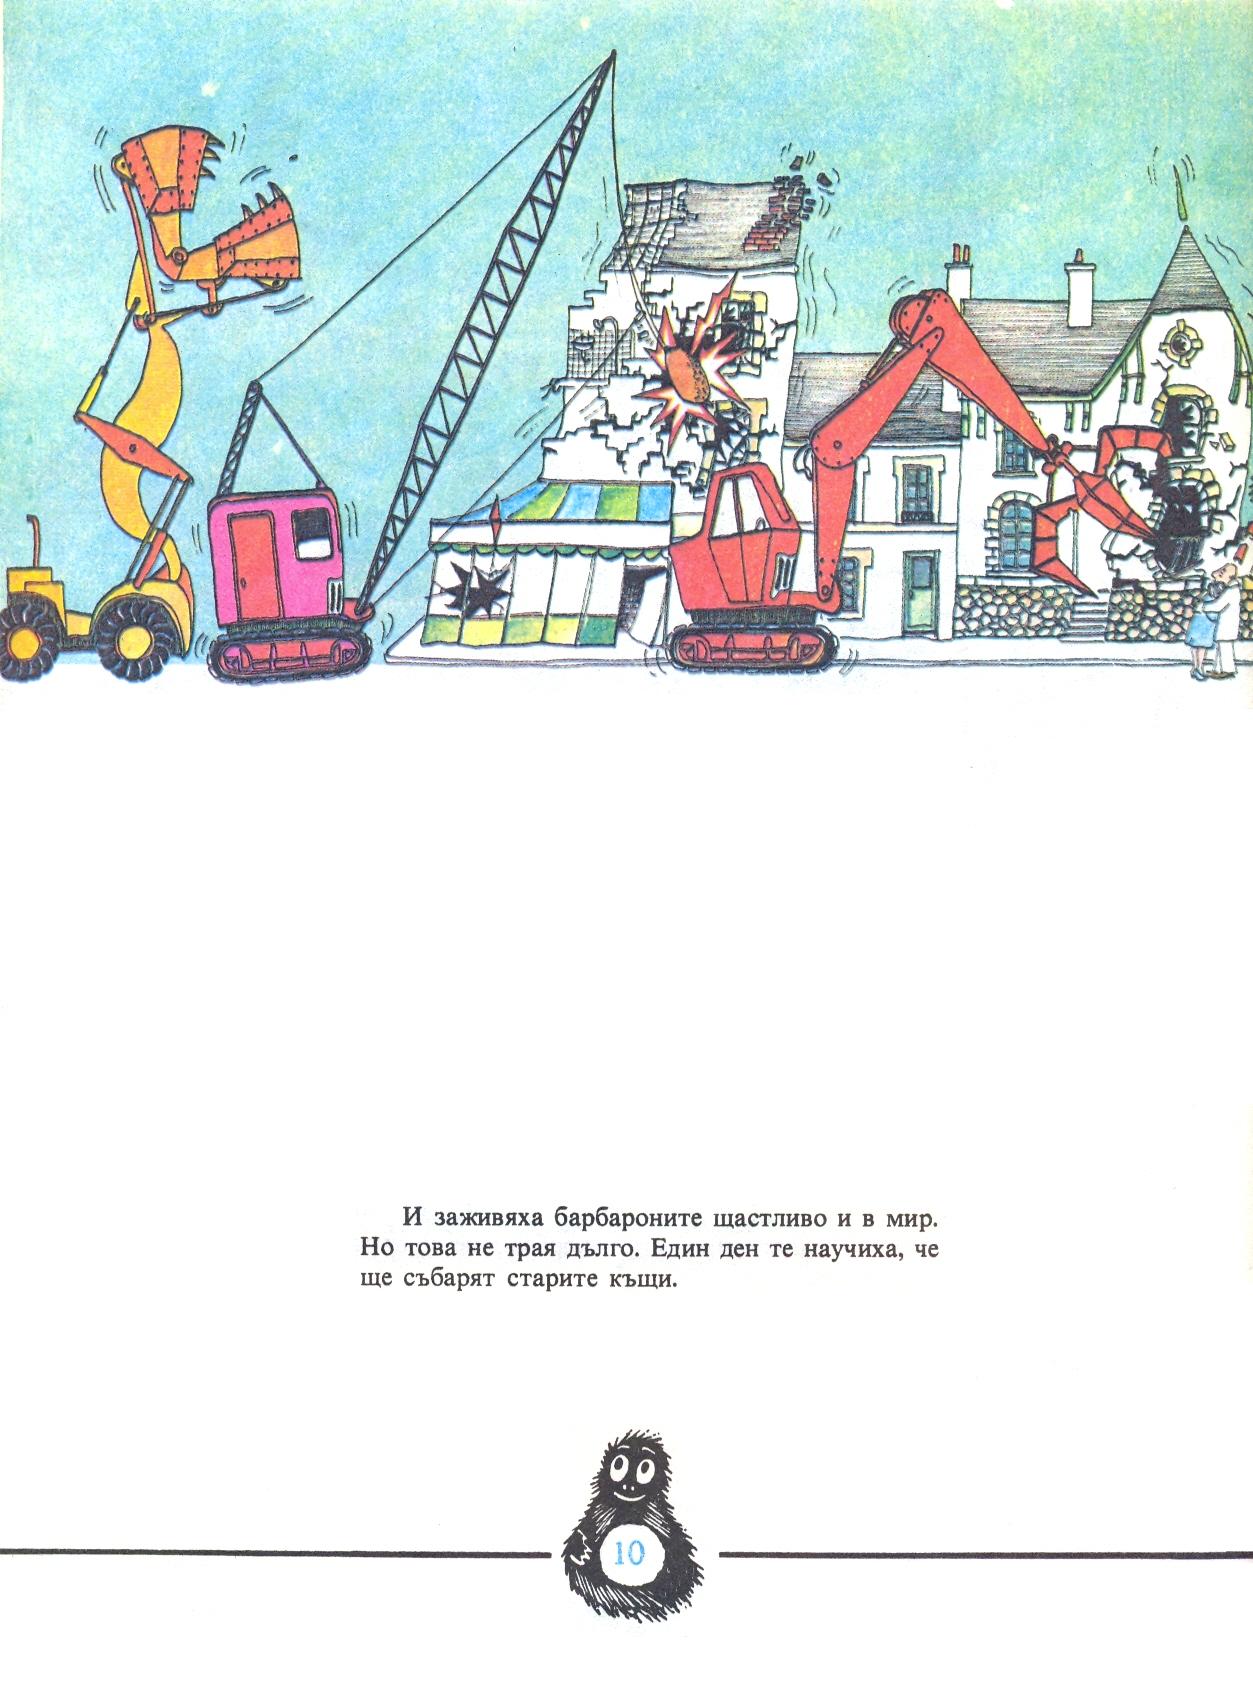 И заживяха барбароните щастливо и в мир.
Но това не трая дълго. Един ден те научиха, че
ще събарят старите къщи.
10